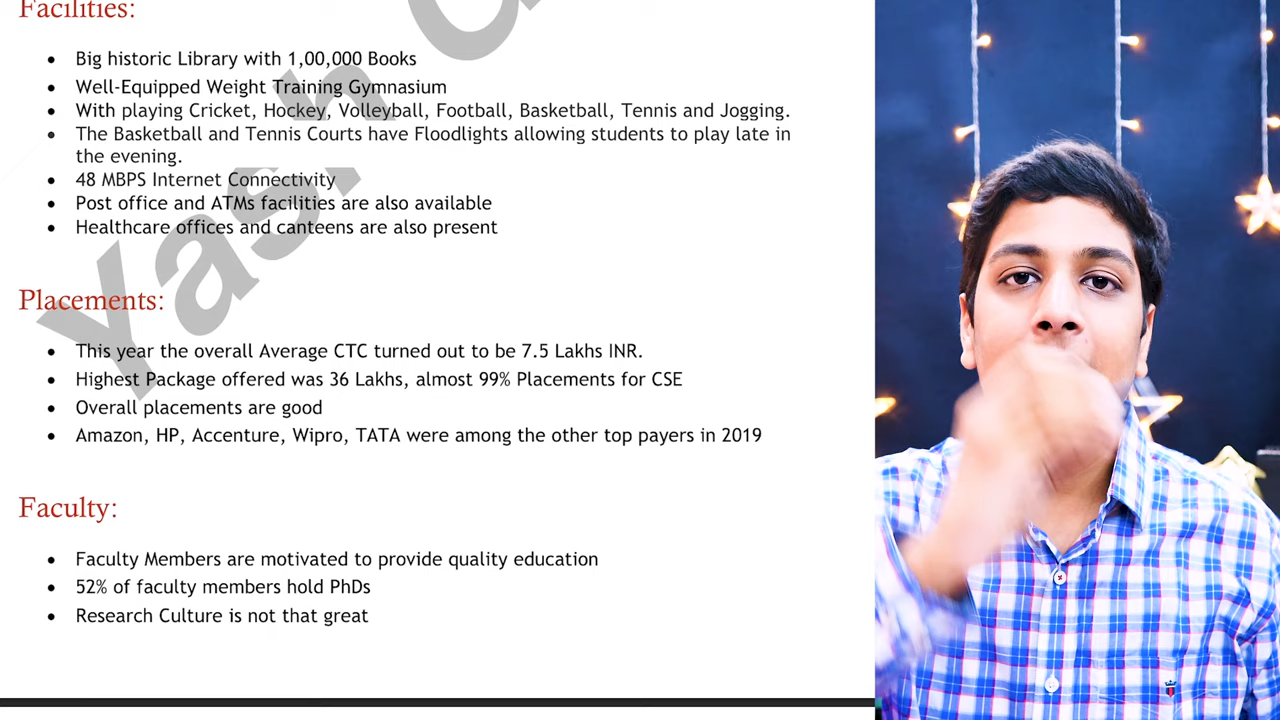 Facilities:
• Big historic Library with 1,00,000 Books
• Well-Equipped Weight Training Gymnasium
• With playing Cricket, Hockey, Volleyball, Football, Basketball, Tennis and Jogging.
• The Basketball and Tennis Courts have Floodlights allowing students to play late in
the evening.
• 48 MBPS Internet Connectivity
• Post office and ATMs facilities are also available
• Healthcare offices and canteens are also present
Placements:
• This year the overall Average CTC turned out to be 7.5 Lakhs INR.
• Highest Package offered was 36 Lakhs, almost 99% Placements for CSE
• Overall placements are good
• Amazon, HP, Accenture, Wipro, TATA were among the other top payers in 2019
Faculty:
• Faculty Members are motivated to provide quality education
• 52% of faculty members hold PhDs
• Research Culture is not that great
Yash